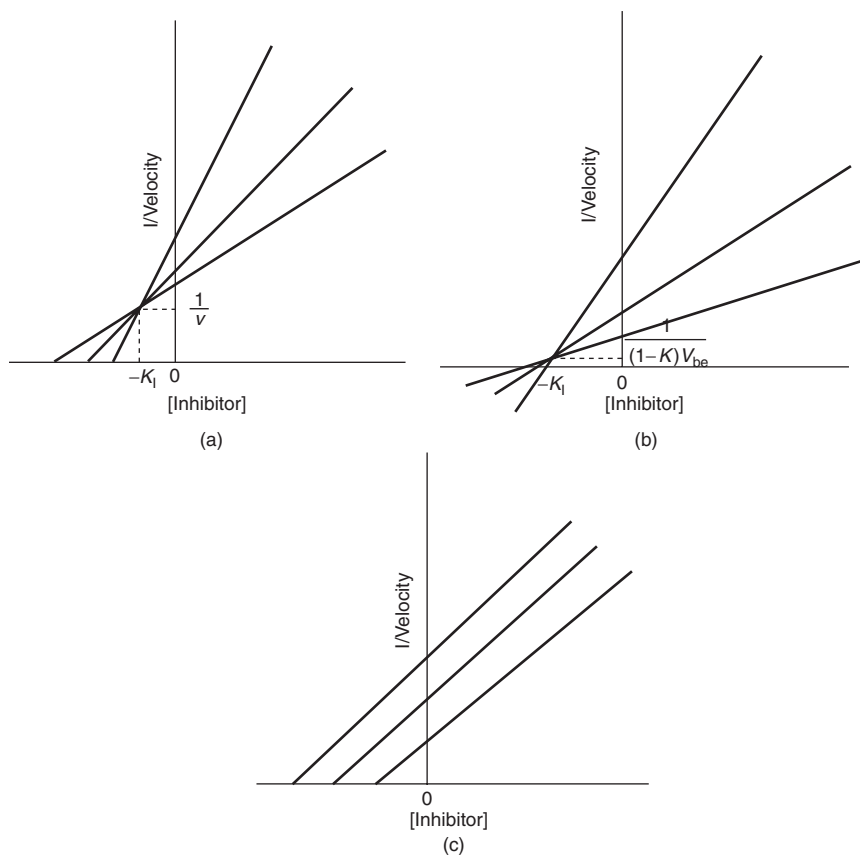 I/Velocity
1
v
−K_I 0
[Inhibitor]
(a)
I/Velocity
1
(1−K) V_be
−K_I 0
[Inhibitor]
(b)
I/Velocity
0
[Inhibitor]
(c)